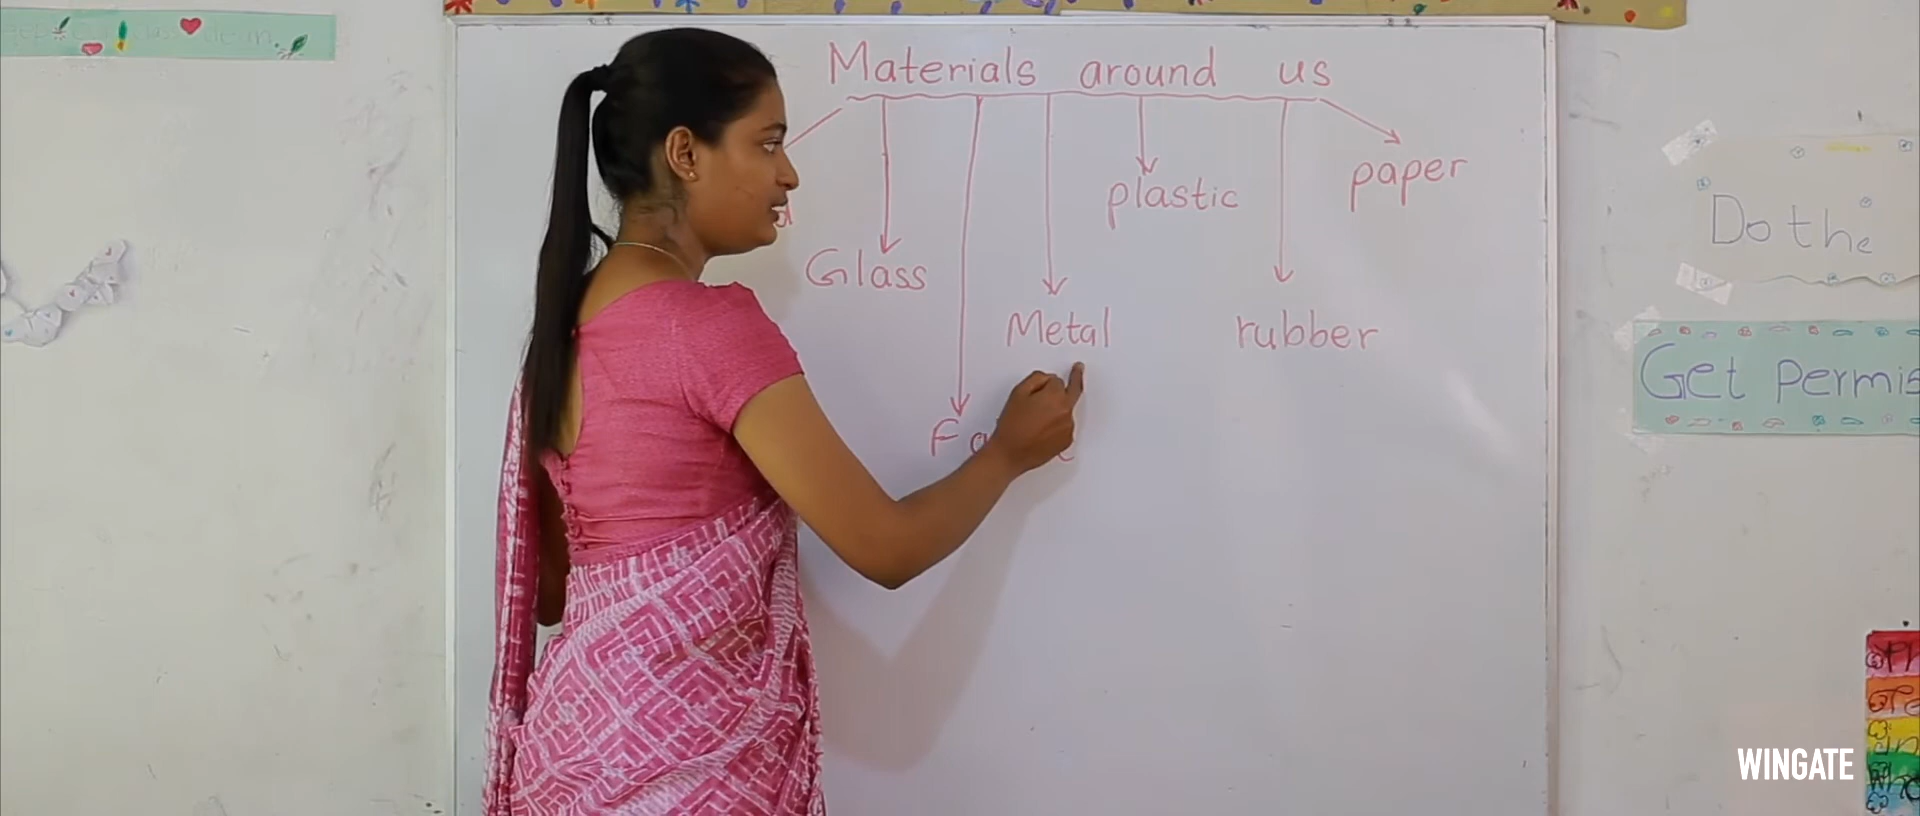 Materials around us
paper
plastic
Glass
Metal
rubber
Do the
Get permis
WINGATE